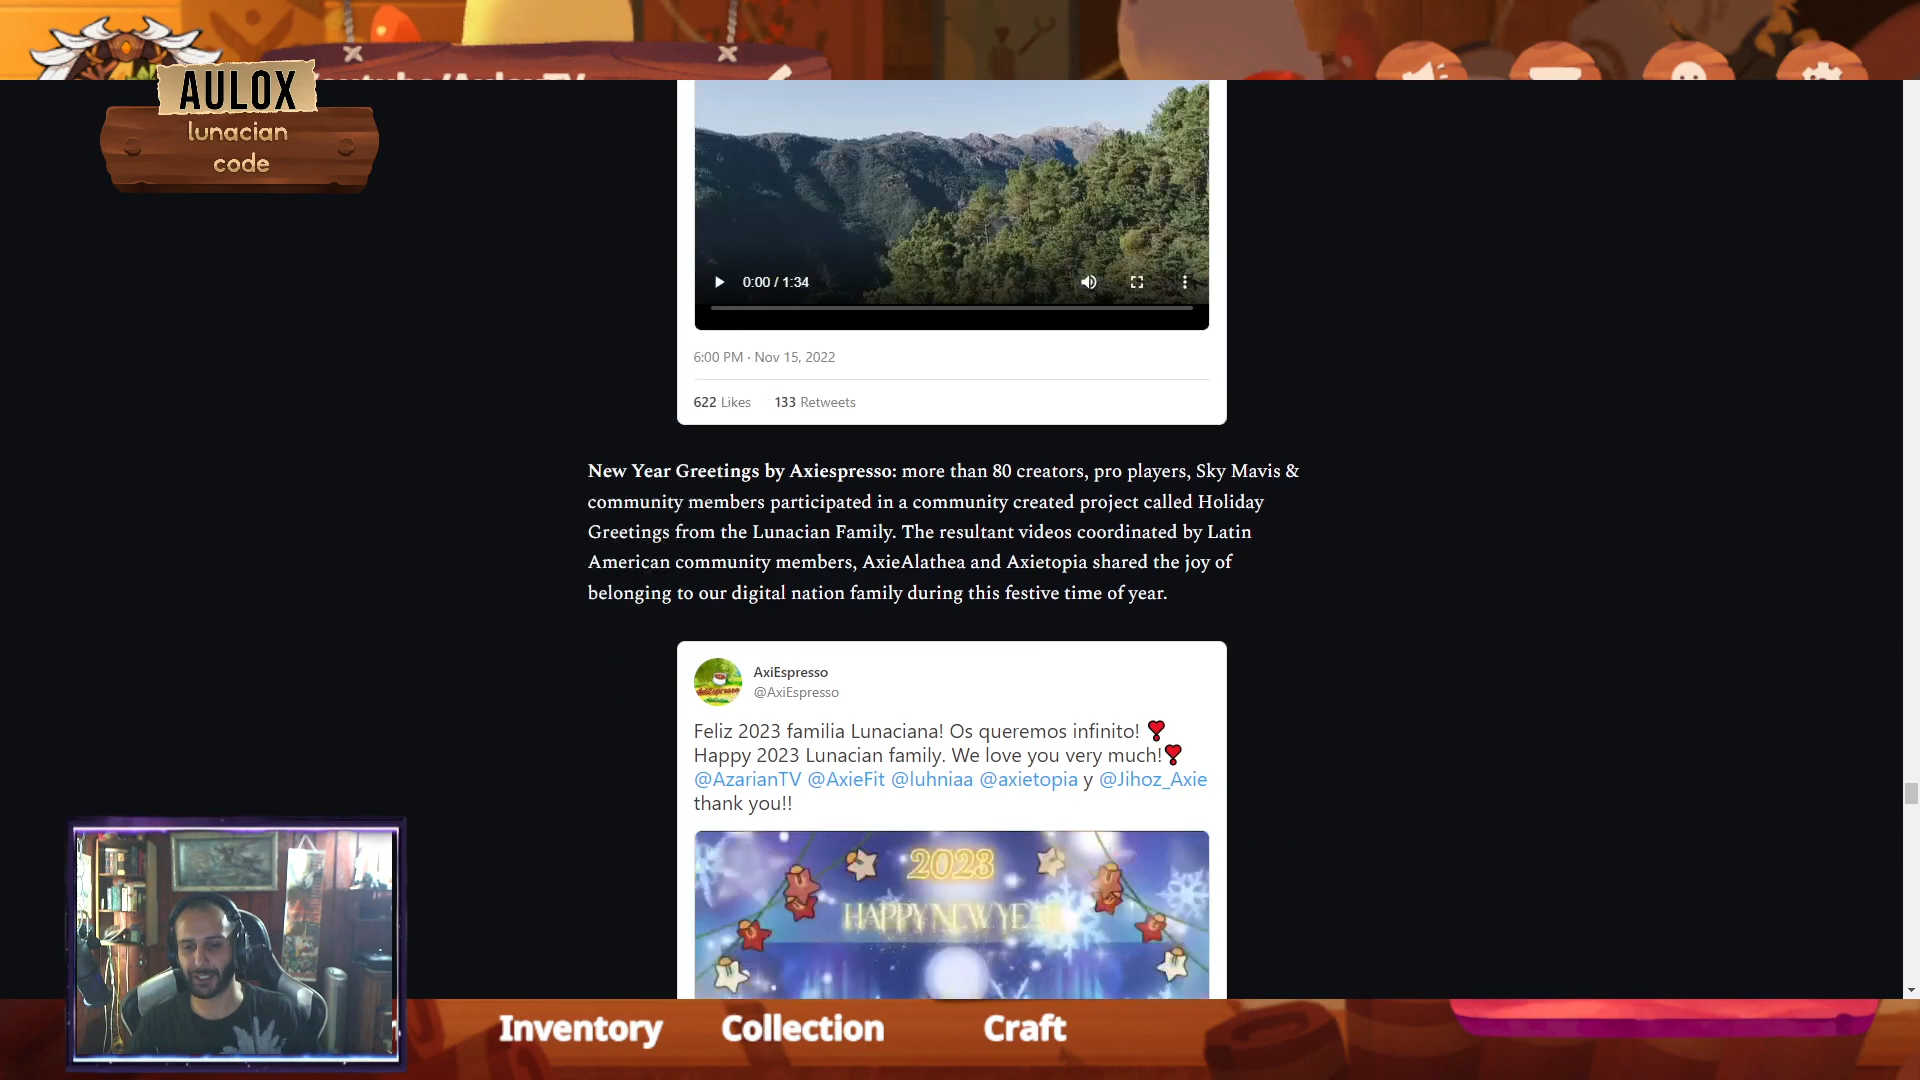 AULOX
lunacian
code
0:00 / 1:34
6:00 PM · Nov 15, 2022
622 Likes 133 Retweets
New Year Greetings by Axiespresso: more than 80 creators, pro players, Sky Mavis &
community members participated in a community created project called Holiday
Greetings from the Lunacian Family. The resultant videos coordinated by Latin
American community members, AxieAlathea and Axietopia shared the joy of
belonging to our digital nation family during this festive time of year.
AxiEspresso
@AxiEspresso
Feliz 2023 familia Lunaciana! Os queremos infinito!
Happy 2023 Lunacian family. We love you very much!
@AzarianTV @AxieFit @luhniaa @axietopia y @Jihoz_Axie
thank you!!
2023
HAPPY NEW YE
Inventory Collection Craft